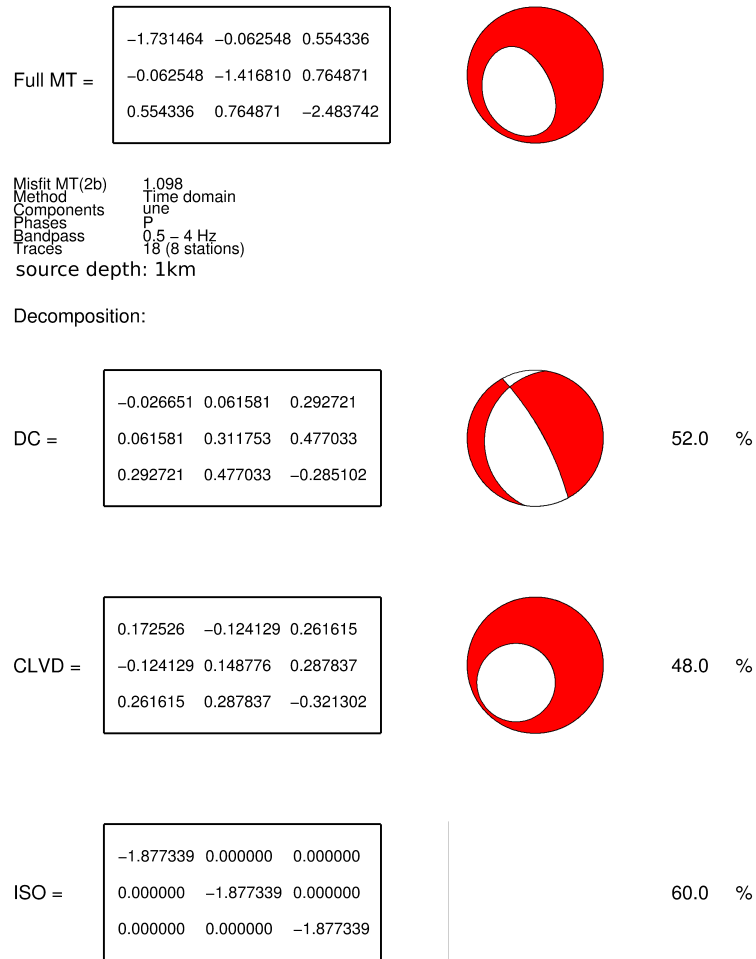 −1.731464 −0.062548 0.554336
Full MT =
−0.062548 −1.416810 0.764871
0.554336 0.764871 −2.483742
Misfit MT(2b) 1.098
Method Time domain
Components une
Phases P
Bandpass 0.5 − 4 Hz
Traces 18 (8 stations)
source depth: 1km
Decomposition:
−0.026651 0.061581 0.292721
DC = 0.061581 0.311753 0.477033 52.0 %
0.292721 0.477033 −0.285102
0.172526 −0.124129 0.261615
CLVD = −0.124129 0.148776 0.287837 48.0 %
0.261615 0.287837 −0.321302
−1.877339 0.000000 0.000000
ISO = 0.000000 −1.877339 0.000000 60.0 %
0.000000 0.000000 −1.877339